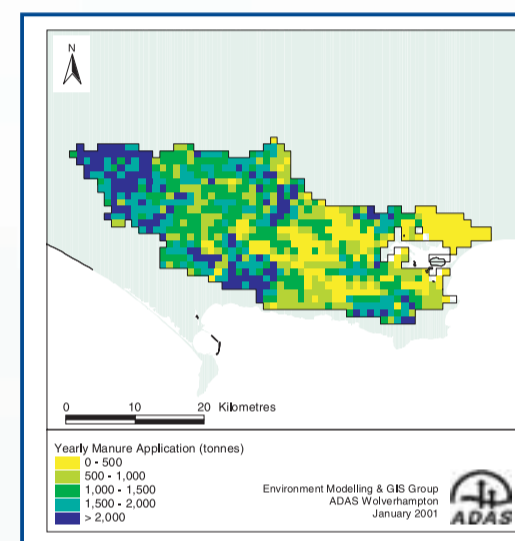 N
0 10 20 Kilometres
Yearly Manure Application (tonnes)
0 - 500
500 - 1,000
1,000 - 1,500
1,500 - 2,000
> 2,000
Environment Modelling & GIS Group
ADAS Wolverhampton
January 2001
ADAS